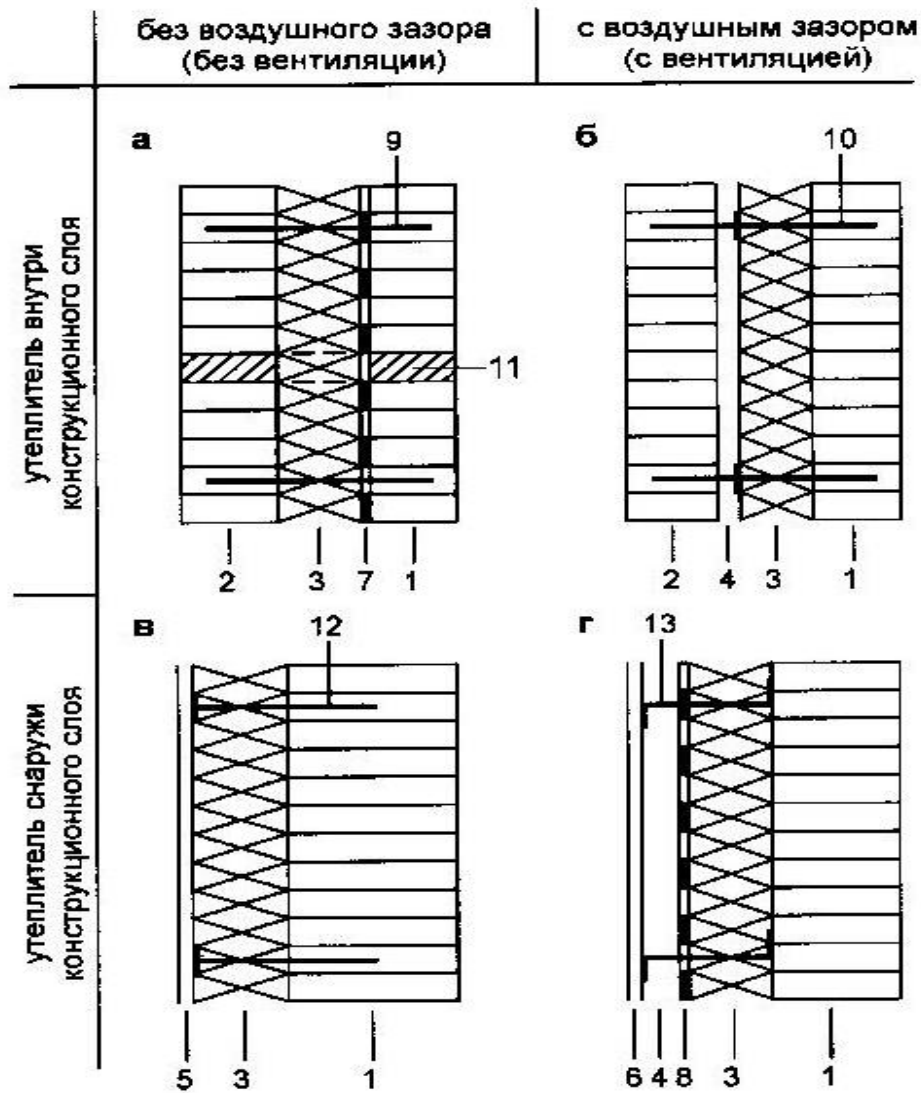 без воздушного зазора
(без вентиляции)
с воздушным зазором
(с вентиляцией)
утеплитель внутри
конструкционного слоя
а
9
11
2 3 7 1
б
10
2 4 3 1
утеплитель снаружи
конструкционного слоя
в
12
5 3 1
г
13
6 4 8 3 1